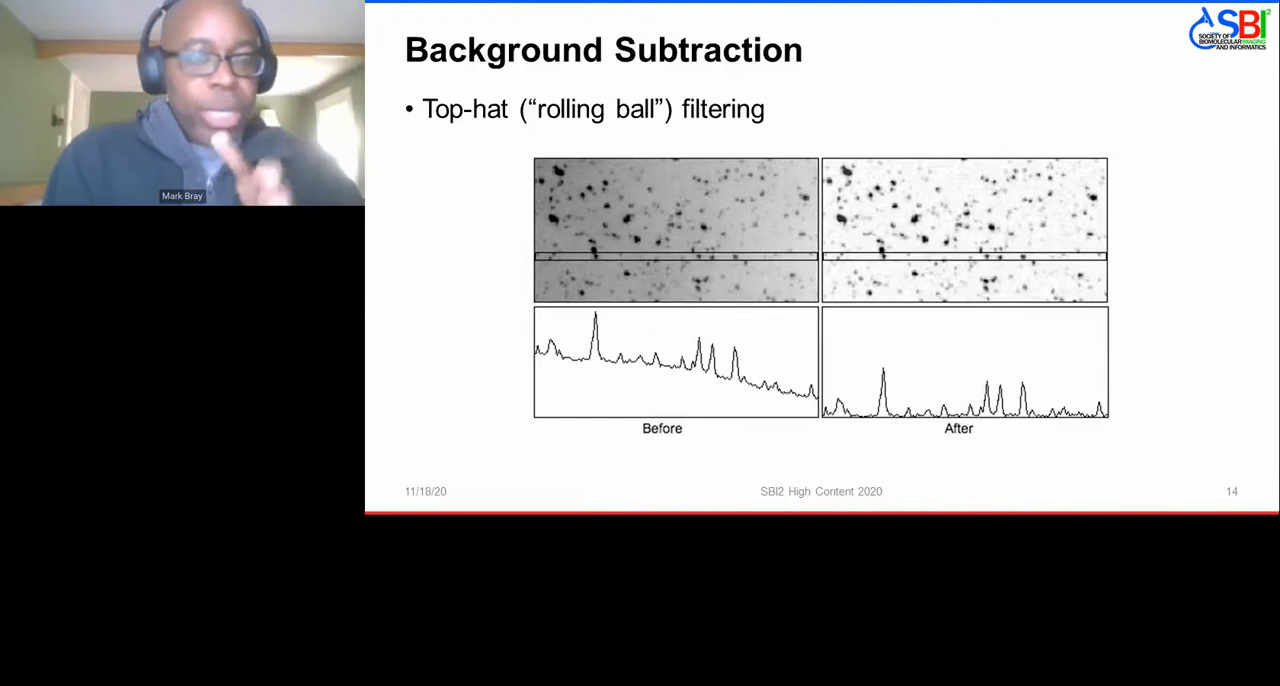 Mark Bray
Background Subtraction
• Top-hat (“rolling ball”) filtering
SBI²
SOCIETY OF
BIOMOLECULAR IMAGING
AND INFORMATICS
Before
After
11/18/20
SBI2 High Content 2020
14